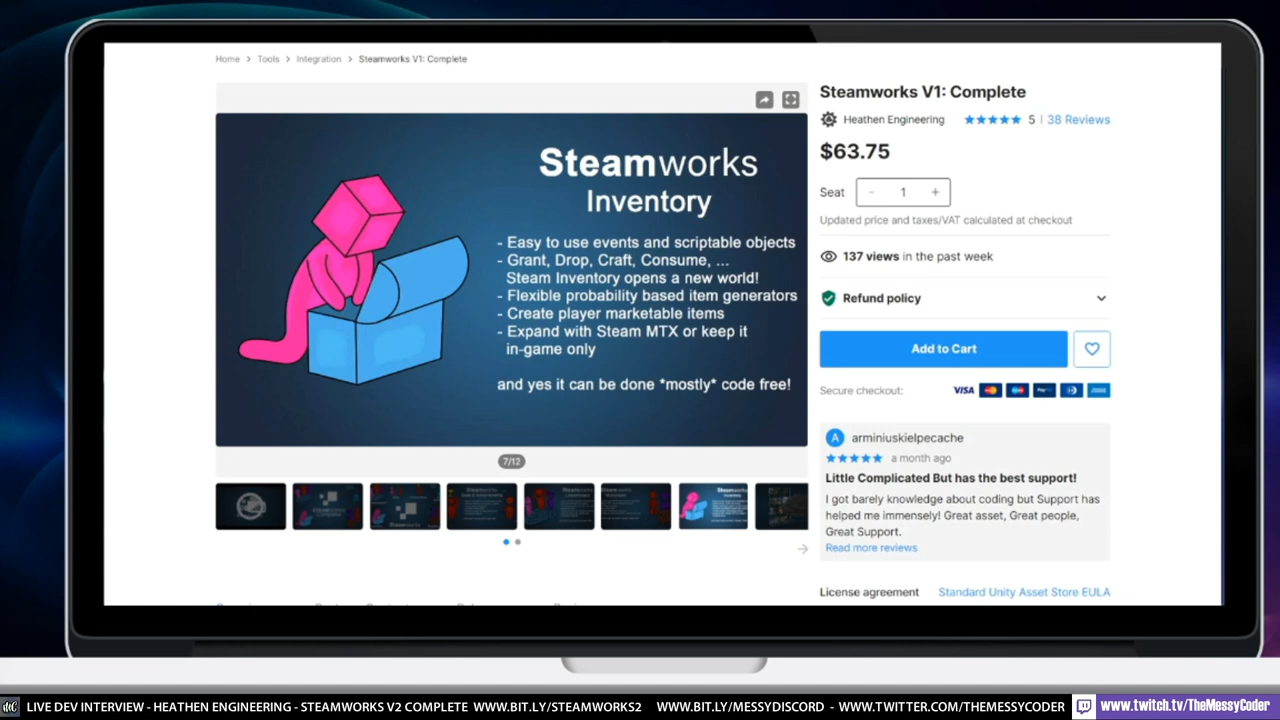 Home > Tools > Integration > Steamworks V1: Complete
Steamworks
Inventory
- Easy to use events and scriptable objects
- Grant, Drop, Craft, Consume, ...
Steam Inventory opens a new world!
- Flexible probability based item generators
- Create player marketable items
- Expand with Steam MTX or keep it
in-game only
and yes it can be done *mostly* code free!
7/12
Steamworks V1: Complete
Heathen Engineering ★★★★★ 5 | 38 Reviews
$63.75
Seat - 1 +
Updated price and taxes/VAT calculated at checkout
137 views in the past week
Refund policy
Add to Cart
Secure checkout: VISA
A arminiuskielpecache
★★★★★ a month ago
Little Complicated But has the best support!
I got barely knowledge about coding but Support has
helped me immensely! Great asset, Great people,
Great Support.
Read more reviews
License agreement Standard Unity Asset Store EULA
LIVE DEV INTERVIEW - HEATHEN ENGINEERING - STEAMWORKS V2 COMPLETE WWW.BIT.LY/STEAMWORKS2 WWW.BIT.LY/MESSYDISCORD - WWW.TWITTER.COM/THEMESSYCODER www.twitch.tv/TheMessyCoder